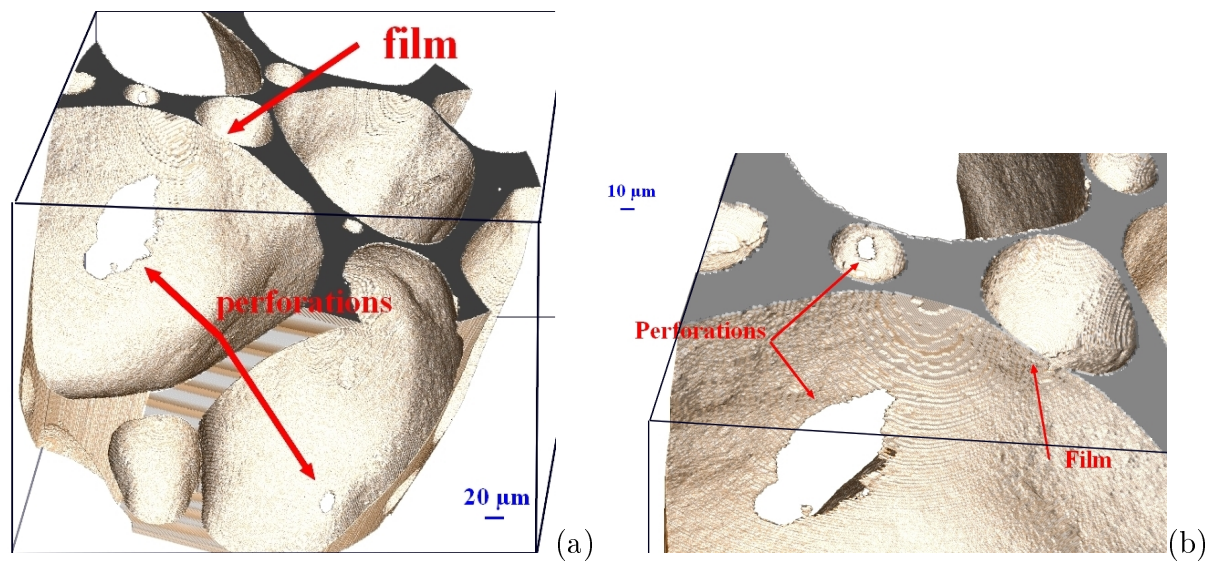 film
perforations
20 µm
(a)
10 µm
Perforations
Film
(b)